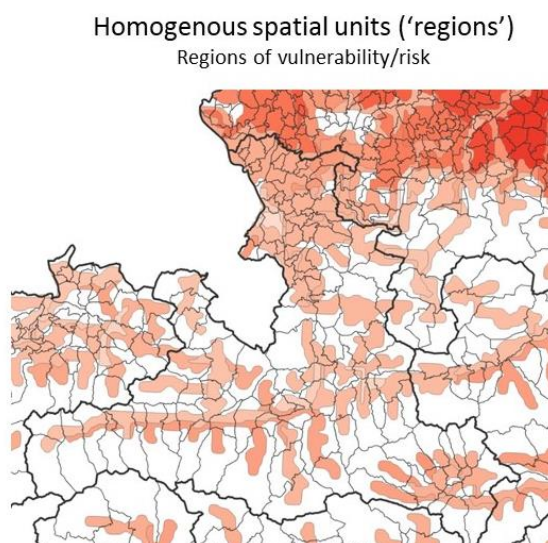 Homogenous spatial units (‘regions’)
Regions of vulnerability/risk